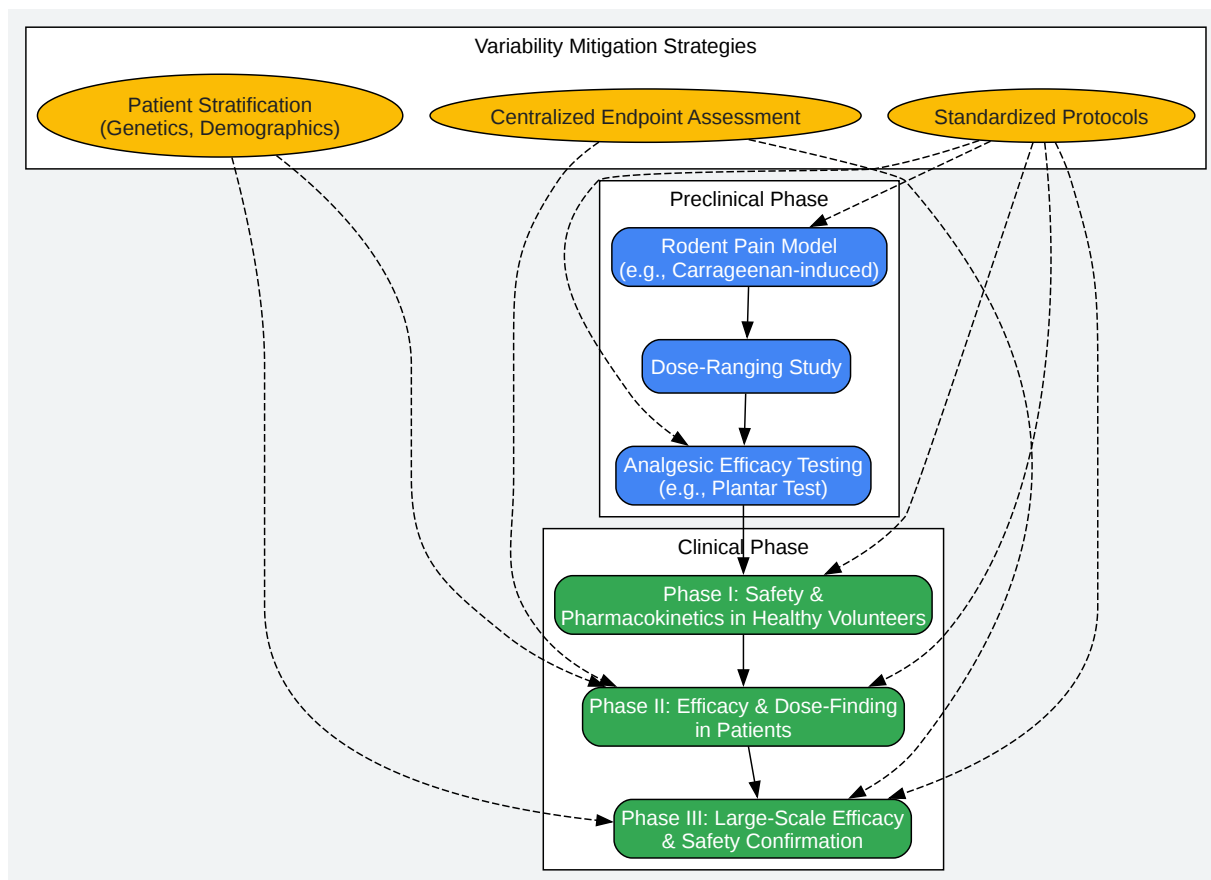 Variability Mitigation Strategies
Patient Stratification
(Genetics, Demographics)
Centralized Endpoint Assessment
Standardized Protocols
Preclinical Phase
Rodent Pain Model
(e.g., Carrageenan-induced)
Dose-Ranging Study
Analgesic Efficacy Testing
(e.g., Plantar Test)
Clinical Phase
Phase I: Safety &
Pharmacokinetics in Healthy Volunteers
Phase II: Efficacy & Dose-Finding
in Patients
Phase III: Large-Scale Efficacy
& Safety Confirmation